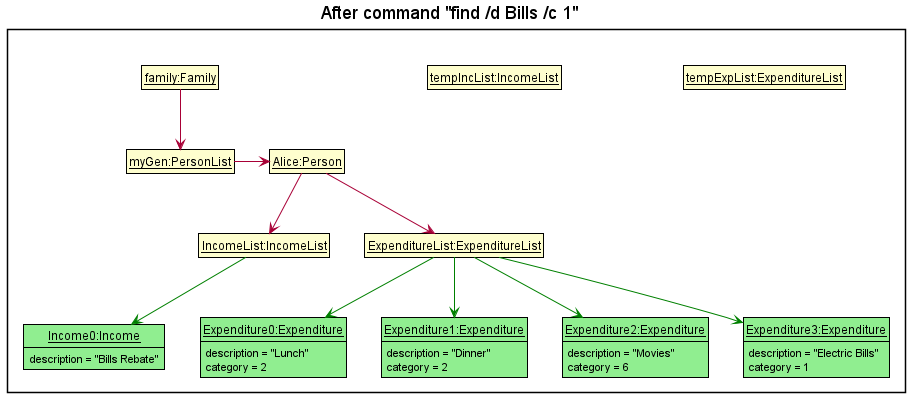 After command "find /d Bills /c 1"
family:Family
tempIncList:IncomeList
tempExpList:ExpenditureList
myGen:PersonList
Alice:Person
IncomeList:IncomeList
ExpenditureList:ExpenditureList
Income0:Income
description = "Bills Rebate"
Expenditure0:Expenditure
description = "Lunch"
category = 2
Expenditure1:Expenditure
description = "Dinner"
category = 2
Expenditure2:Expenditure
description = "Movies"
category = 6
Expenditure3:Expenditure
description = "Electric Bills"
category = 1